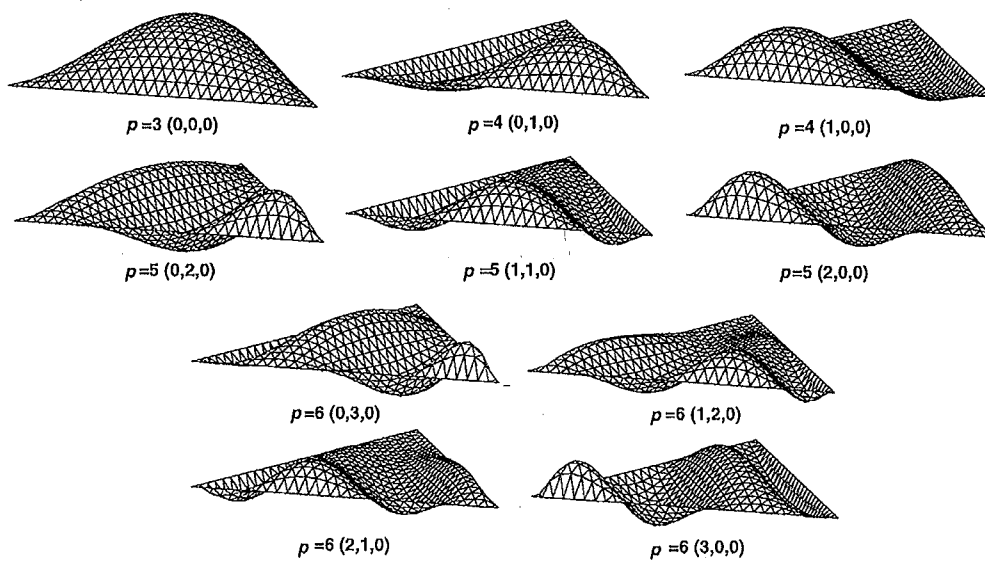 p=3 (0,0,0)
p=4 (0,1,0)
p=4 (1,0,0)
p=5 (0,2,0)
p=5 (1,1,0)
p=5 (2,0,0)
p=6 (0,3,0)
p=6 (1,2,0)
p=6 (2,1,0)
p=6 (3,0,0)